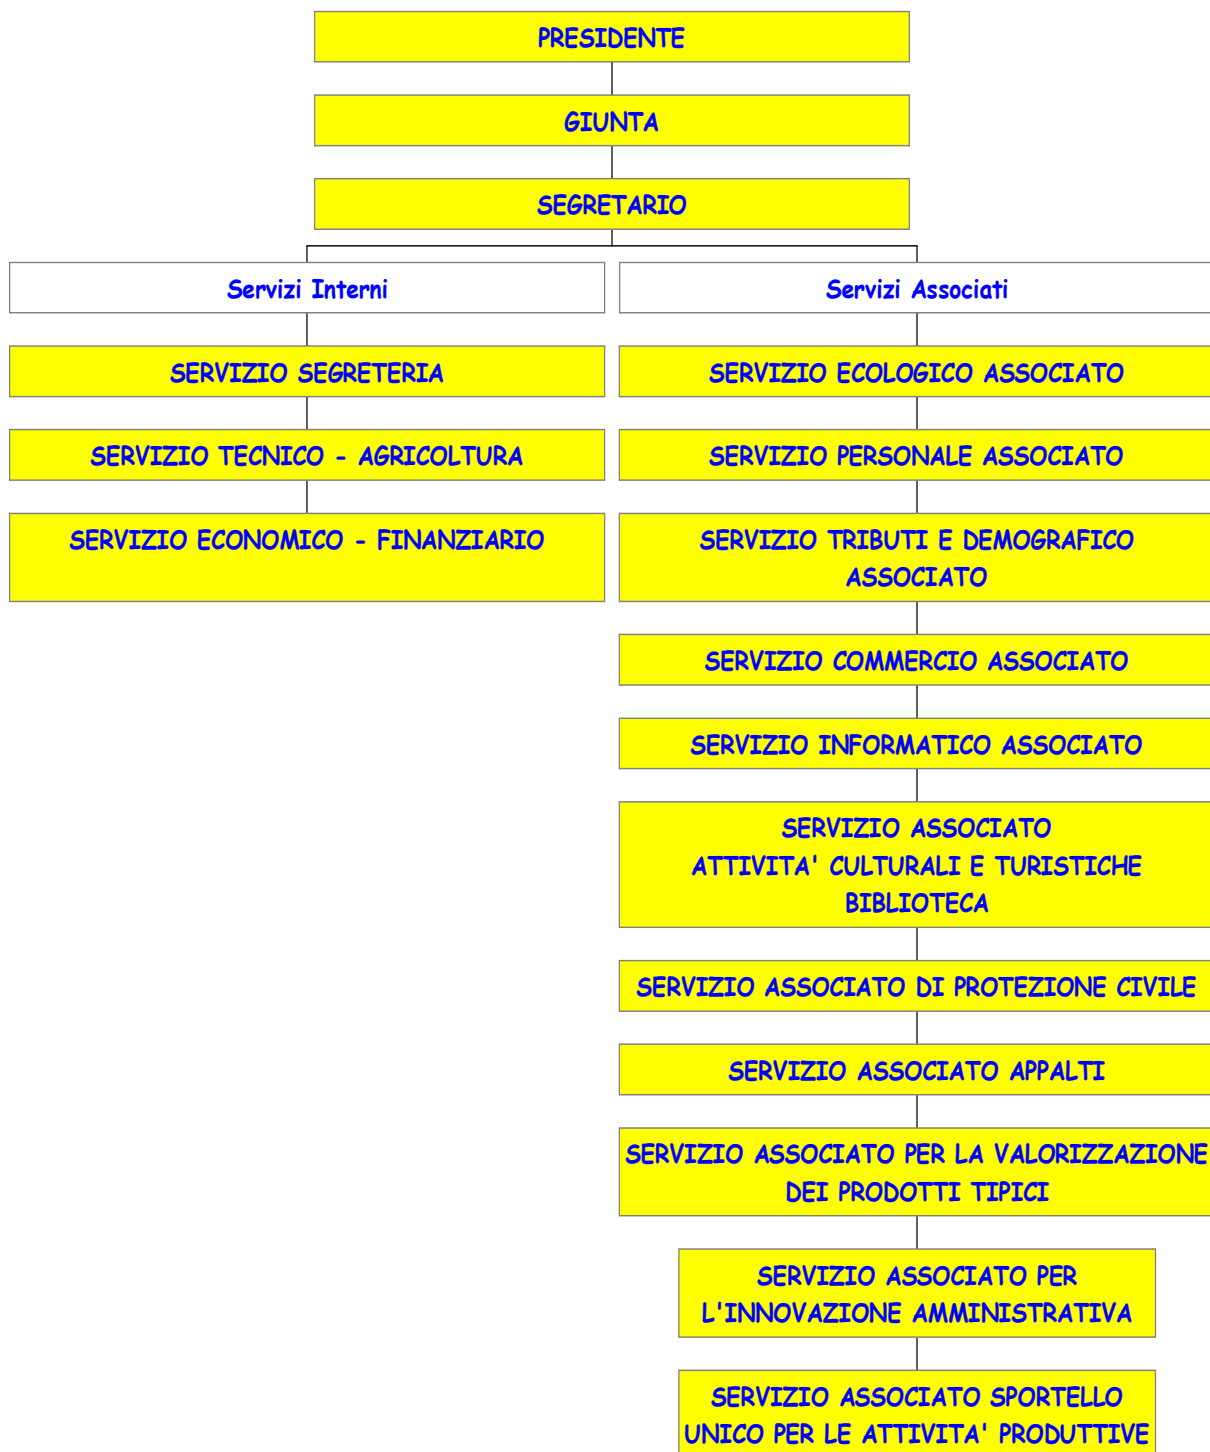 PRESIDENTE
GIUNTA
SEGRETARIO
Servizi Interni
Servizi Associati
SERVIZIO SEGRETERIA
SERVIZIO ECOLOGICO ASSOCIATO
SERVIZIO TECNICO - AGRICOLTURA
SERVIZIO PERSONALE ASSOCIATO
SERVIZIO ECONOMICO - FINANZIARIO
SERVIZIO TRIBUTI E DEMOGRAFICO
ASSOCIATO
SERVIZIO COMMERCIO ASSOCIATO
SERVIZIO INFORMATICO ASSOCIATO
SERVIZIO ASSOCIATO
ATTIVITA' CULTURALI E TURISTICHE
BIBLIOTECA
SERVIZIO ASSOCIATO DI PROTEZIONE CIVILE
SERVIZIO ASSOCIATO APPALTI
SERVIZIO ASSOCIATO PER LA VALORIZZAZIONE
DEI PRODOTTI TIPICI
SERVIZIO ASSOCIATO PER
L'INNOVAZIONE AMMINISTRATIVA
SERVIZIO ASSOCIATO SPORTELLO
UNICO PER LE ATTIVITA' PRODUTTIVE